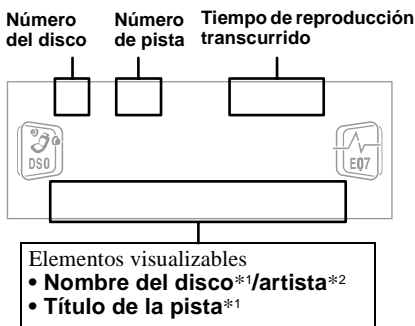 Número
del disco
Número
de pista
Tiempo de reproducción
transcurrido
DSO
EQ7
Elementos visualizables
• Nombre del disco*1/artista*2
• Título de la pista*1